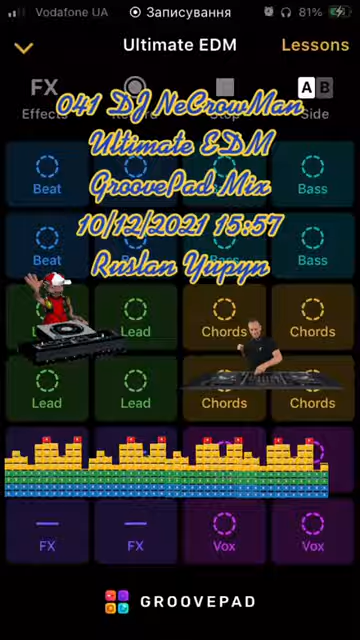 Vodafone UA Записування 81%
Ultimate EDM Lessons
FX AB
Effects Stop Side
041 DJ NeCrowMan
Ultimate EDM
GroovePad Mix
10/12/2021 15:57
Ruslan Yupyn
Beat Bass
Beat Bass
Lead Chords Chords
Lead Lead Chords Chords
FX FX Vox Vox
GROOVEPAD